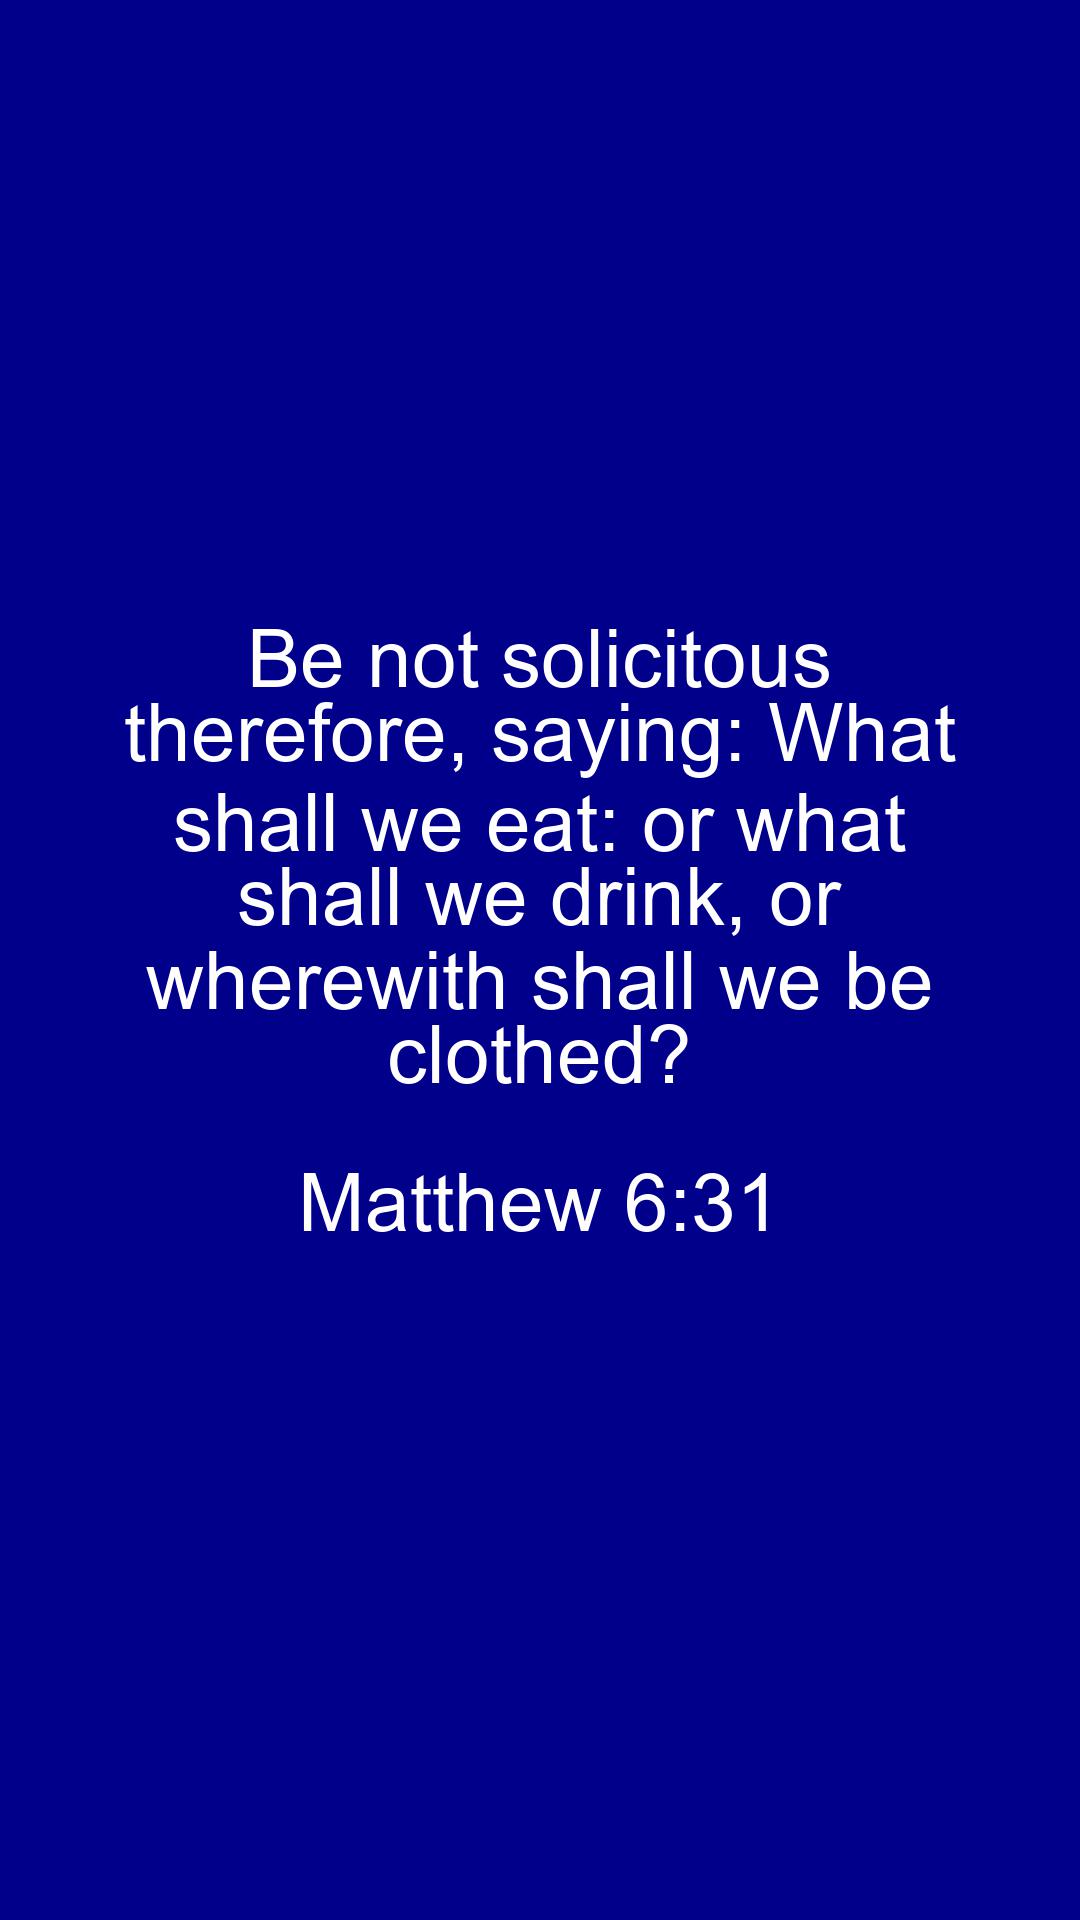 Be not solicitous
therefore, saying: What
shall we eat: or what
shall we drink, or
wherewith shall we be
clothed?
Matthew 6:31